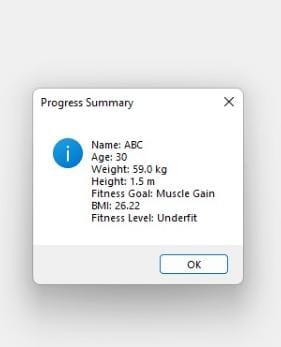 Progress Summary
Name: ABC
Age: 30
Weight: 59.0 kg
Height: 1.5 m
Fitness Goal: Muscle Gain
BMI: 26.22
Fitness Level: Underfit
OK